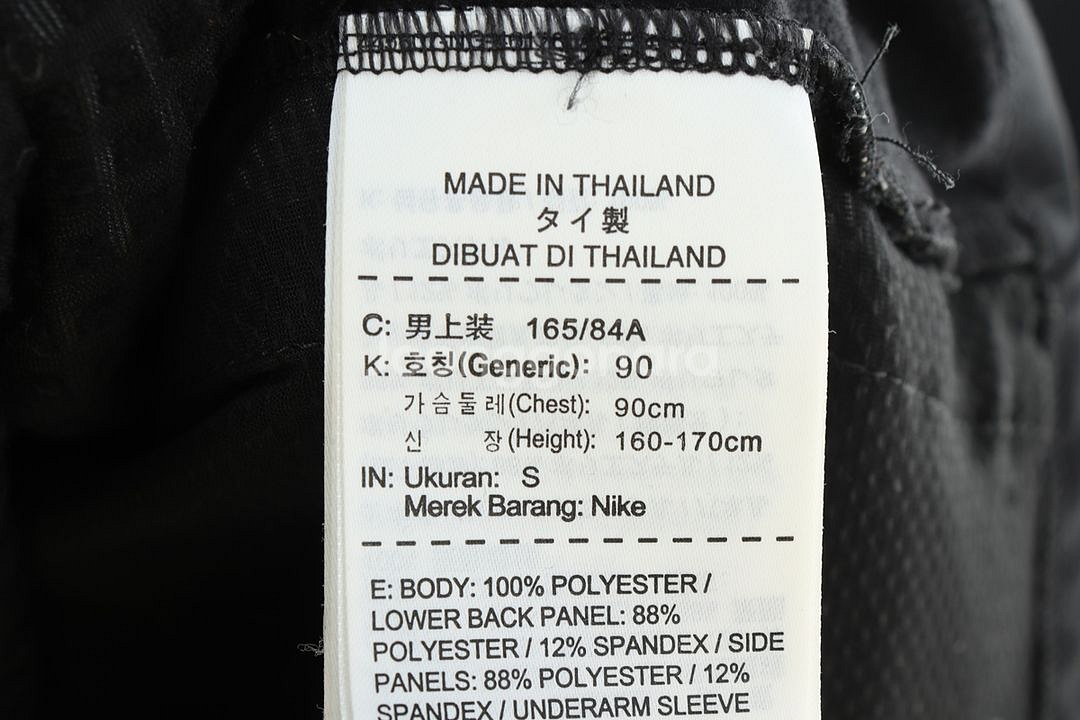 MADE IN THAILAND
タイ製
DIBUAT DI THAILAND
C: 男上装 165/84A
K: 호칭(Generic): 90
가슴둘레(Chest): 90cm
신 장(Height): 160-170cm
IN: Ukuran: S
Merek Barang: Nike
E: BODY: 100% POLYESTER /
LOWER BACK PANEL: 88%
POLYESTER / 12% SPANDEX / SIDE
PANELS: 88% POLYESTER / 12%
SPANDEX / UNDERARM SLEEVE